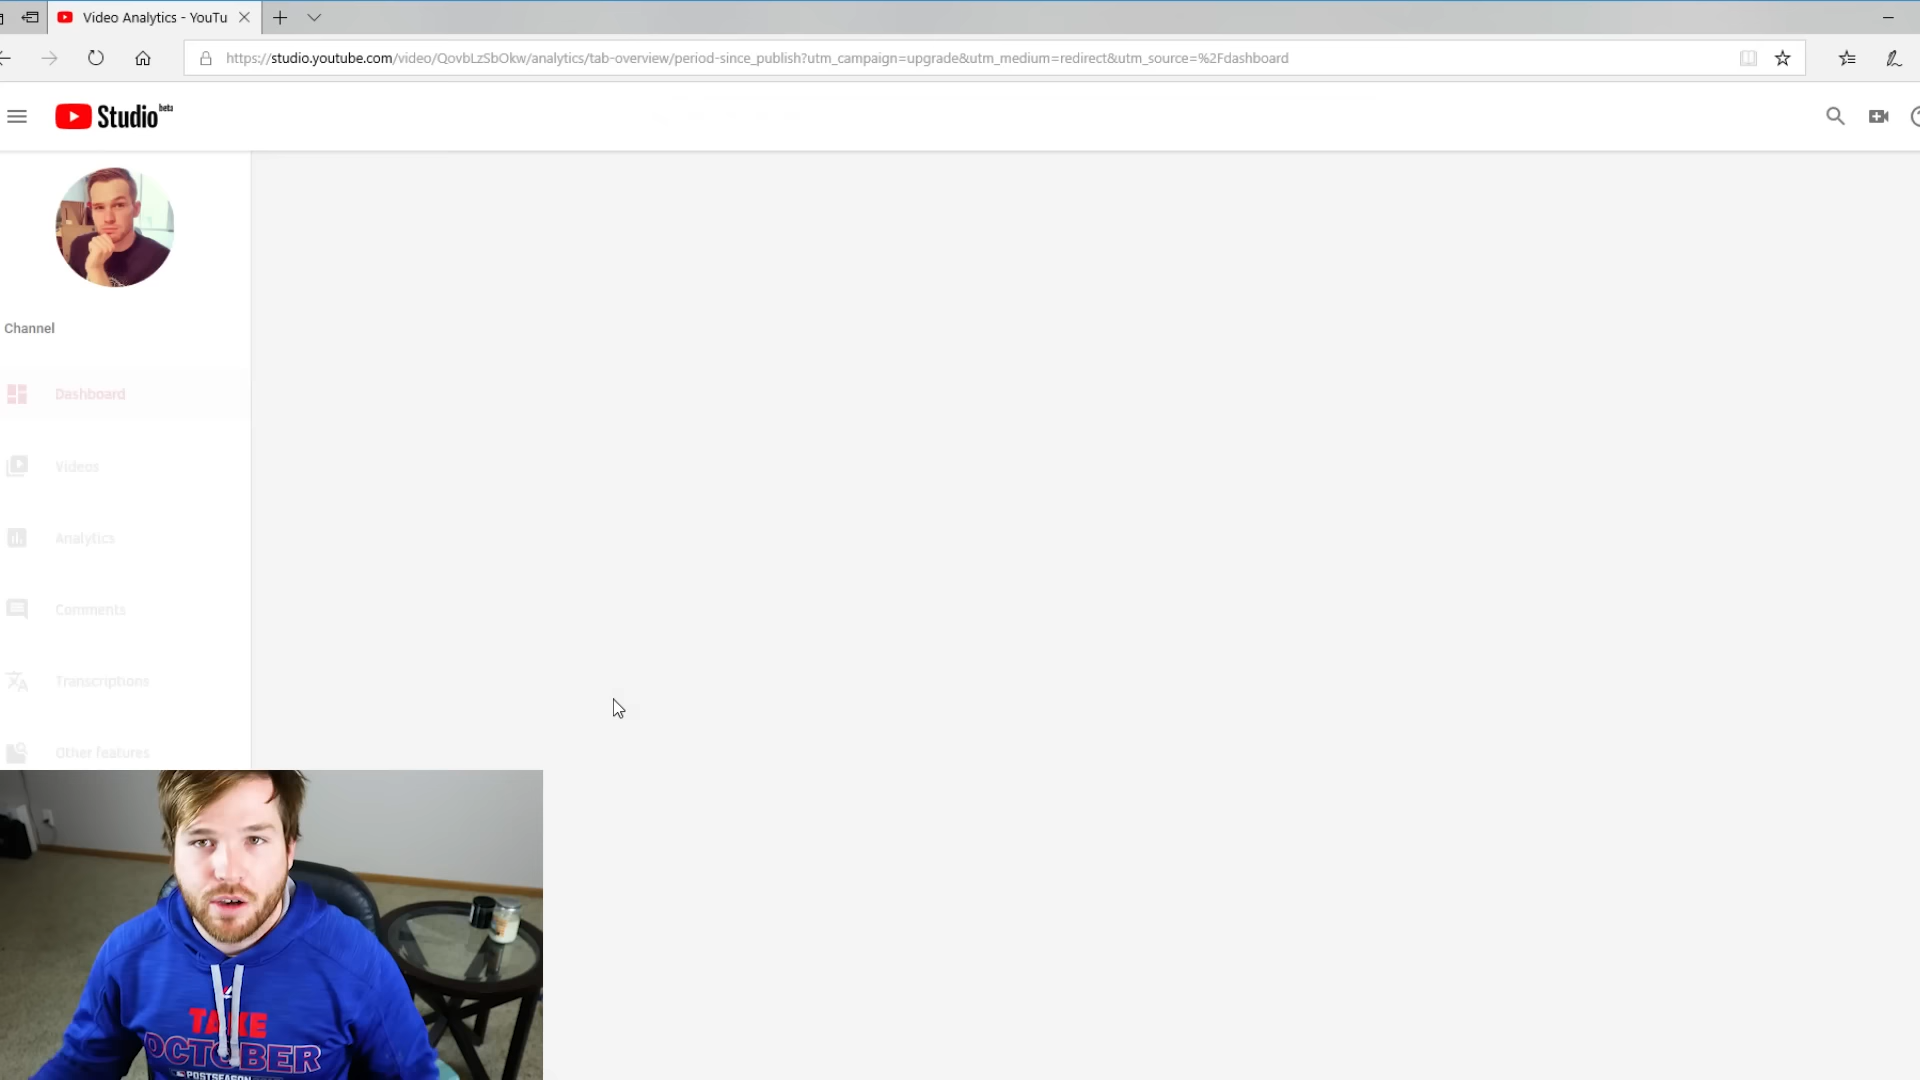 Video Analytics - YouTu
https://studio.youtube.com/video/QovbLzSbOkw/analytics/tab-overview/period-since_publish?utm_campaign=upgrade&utm_medium=redirect&utm_source=%2Fdashboard
Studio beta
Channel
Dashboard
Videos
Analytics
Comments
Transcriptions
Other features
TAKE
OCTOBER
POSTSEASON